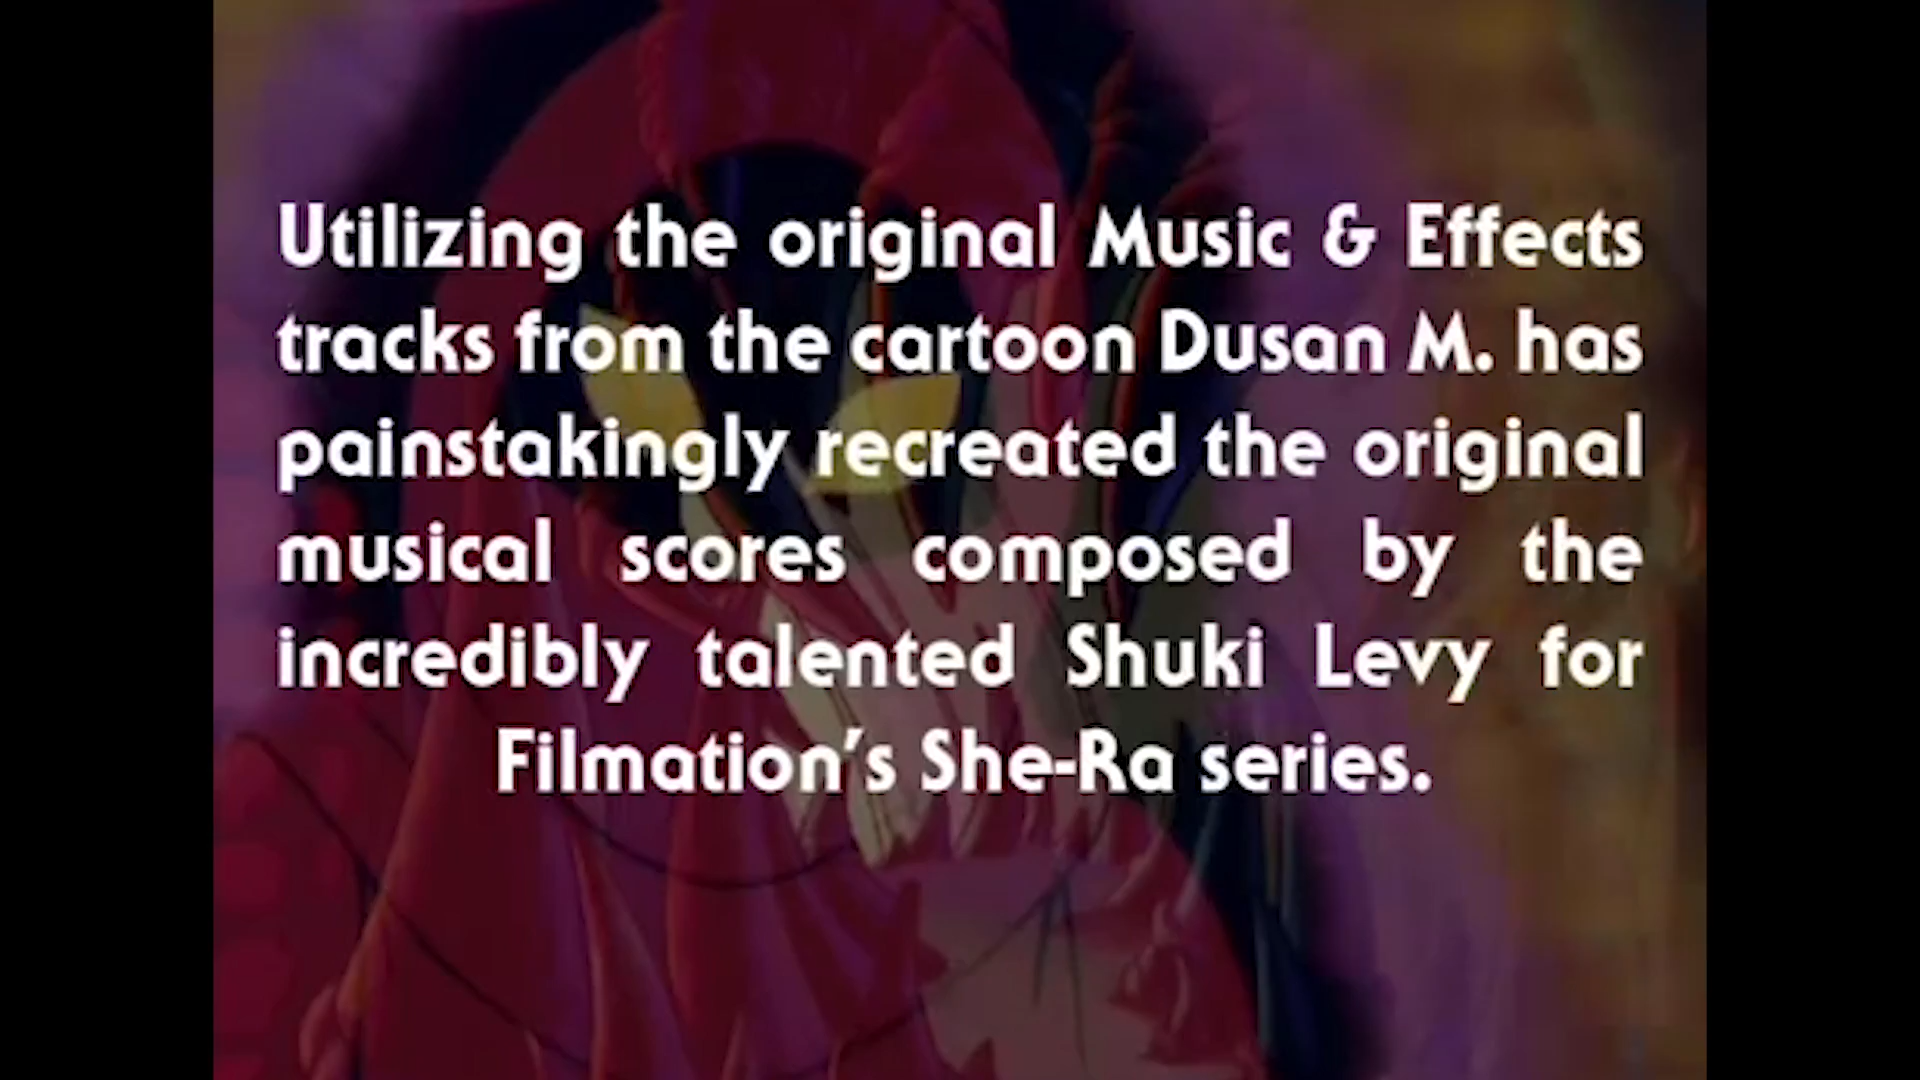 Utilizing the original Music & Effects
tracks from the cartoon Dusan M. has
painstakingly recreated the original
musical scores composed by the
incredibly talented Shuki Levy for
Filmation's She-Ra series.